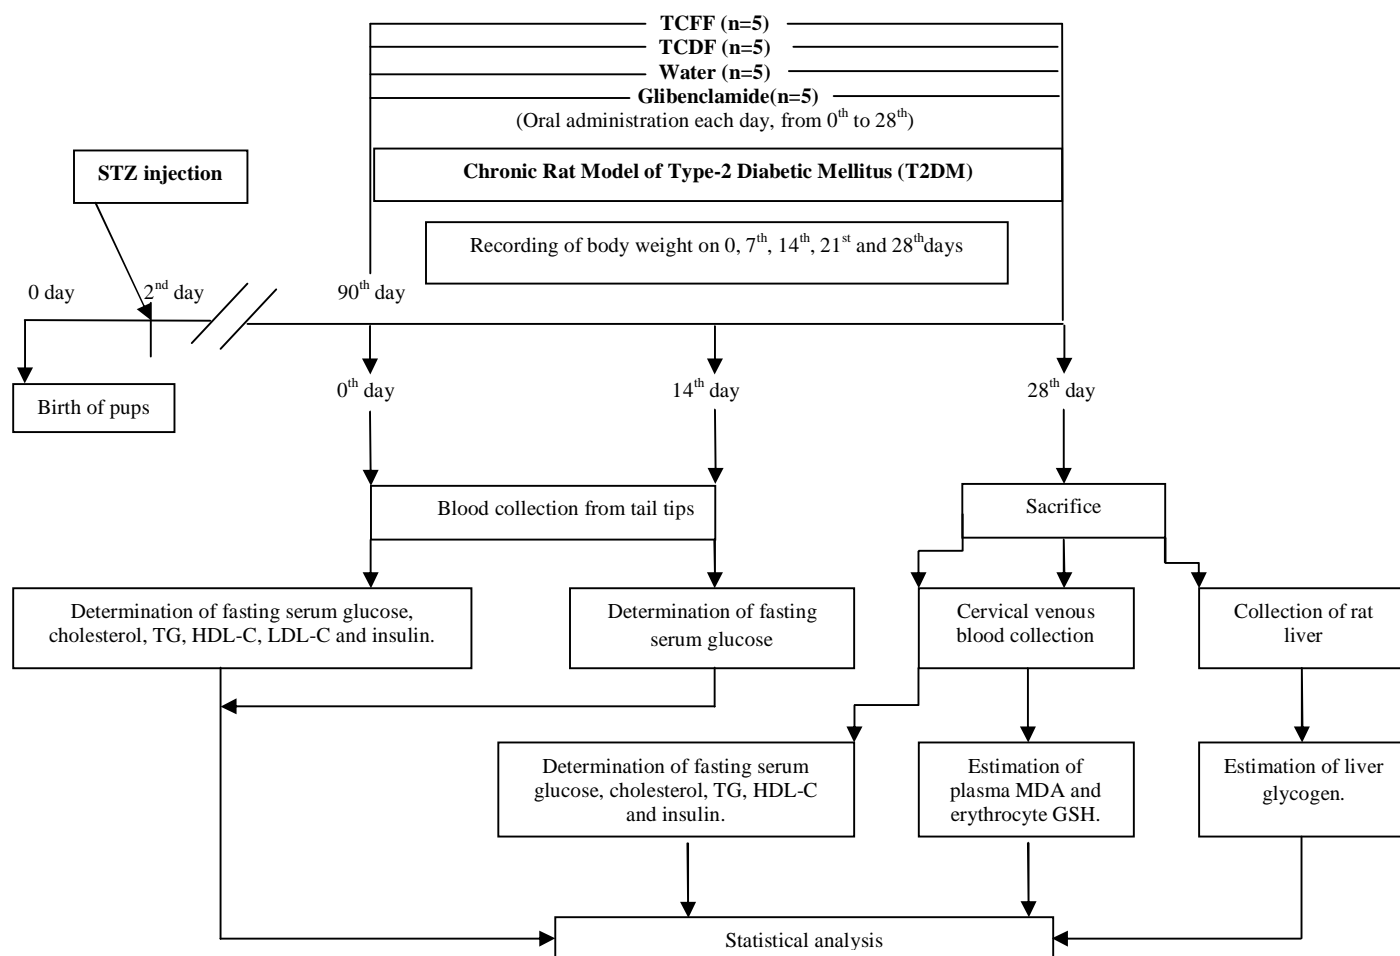 TCFF (n=5)
TCDF (n=5)
Water (n=5)
Glibenclamide(n=5)
(Oral administration each day, from 0th to 28th)
STZ injection
Chronic Rat Model of Type-2 Diabetic Mellitus (T2DM)
Recording of body weight on 0, 7th, 14th, 21st and 28thdays
0 day
2nd day
90th day
0th day
14th day
28th day
Birth of pups
Blood collection from tail tips
Sacrifice
Determination of fasting serum glucose,
cholesterol, TG, HDL-C, LDL-C and insulin.
Determination of fasting
serum glucose
Cervical venous
blood collection
Collection of rat
liver
Determination of fasting serum
glucose, cholesterol, TG, HDL-C
and insulin.
Estimation of
plasma MDA and
erythrocyte GSH.
Estimation of liver
glycogen.
Statistical analysis